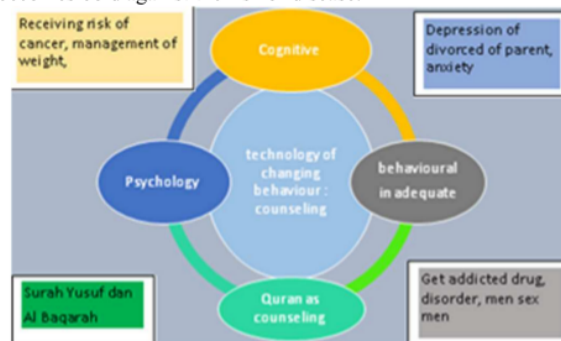 Receiving risk of
cancer, management of
weight,
Cognitive
Depression of
divorced of parent,
anxiety
Psychology
technology of
changing
behaviour :
counseling
behavioural
in adequate
Surah Yusuf dan
Al Baqarah
Quran as
counseling
Get addicted drug,
disorder, men sex
men